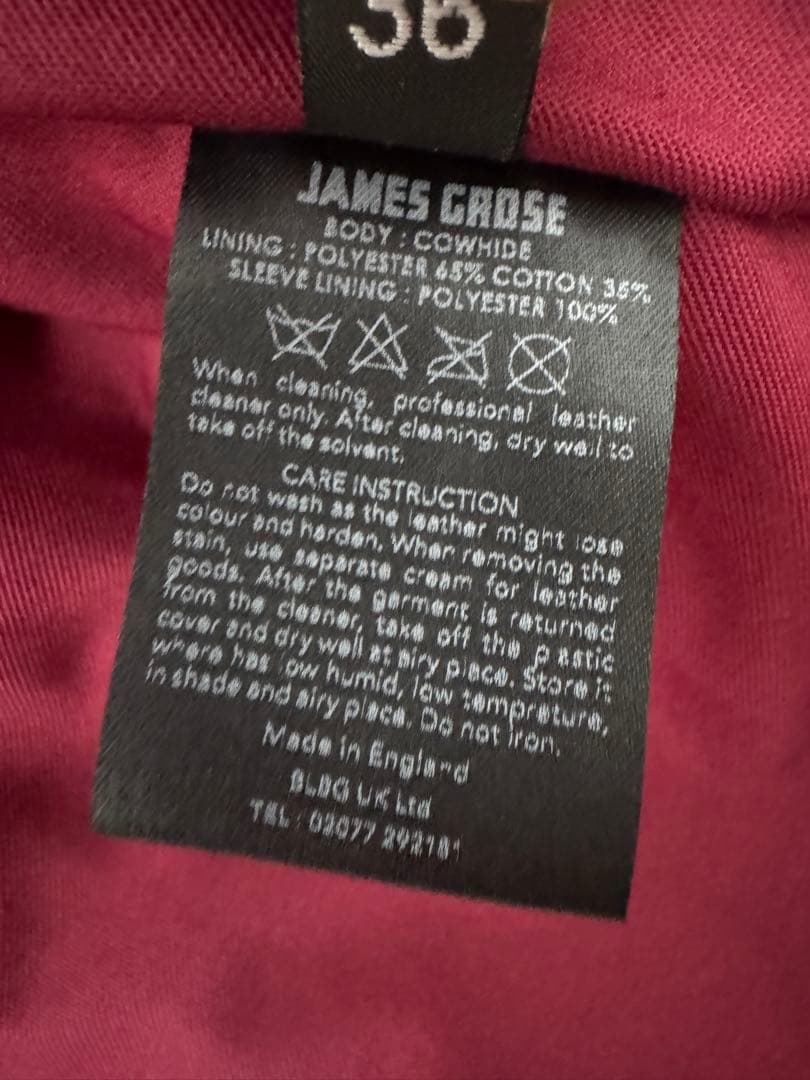 36
JAMES GROSE
BODY : COWHIDE
LINING : POLYESTER 65% COTTON 35%
SLEEVE LINING : POLYESTER 100%
When cleaning, professional leather
cleaner only. After cleaning, dry well to
take off the solvent.
CARE INSTRUCTION
Do not wash as the leather might lose
colour and harden. When removing the
stain, use separate cream for leather
goods. After the garment is returned
from the cleaner, take off the plastic
cover and dry well at airy place. Store it
where has low humid, low temprature,
in shade and airy place. Do not iron.
Made in England
BLBG UK Ltd
TEL : 02077 292181